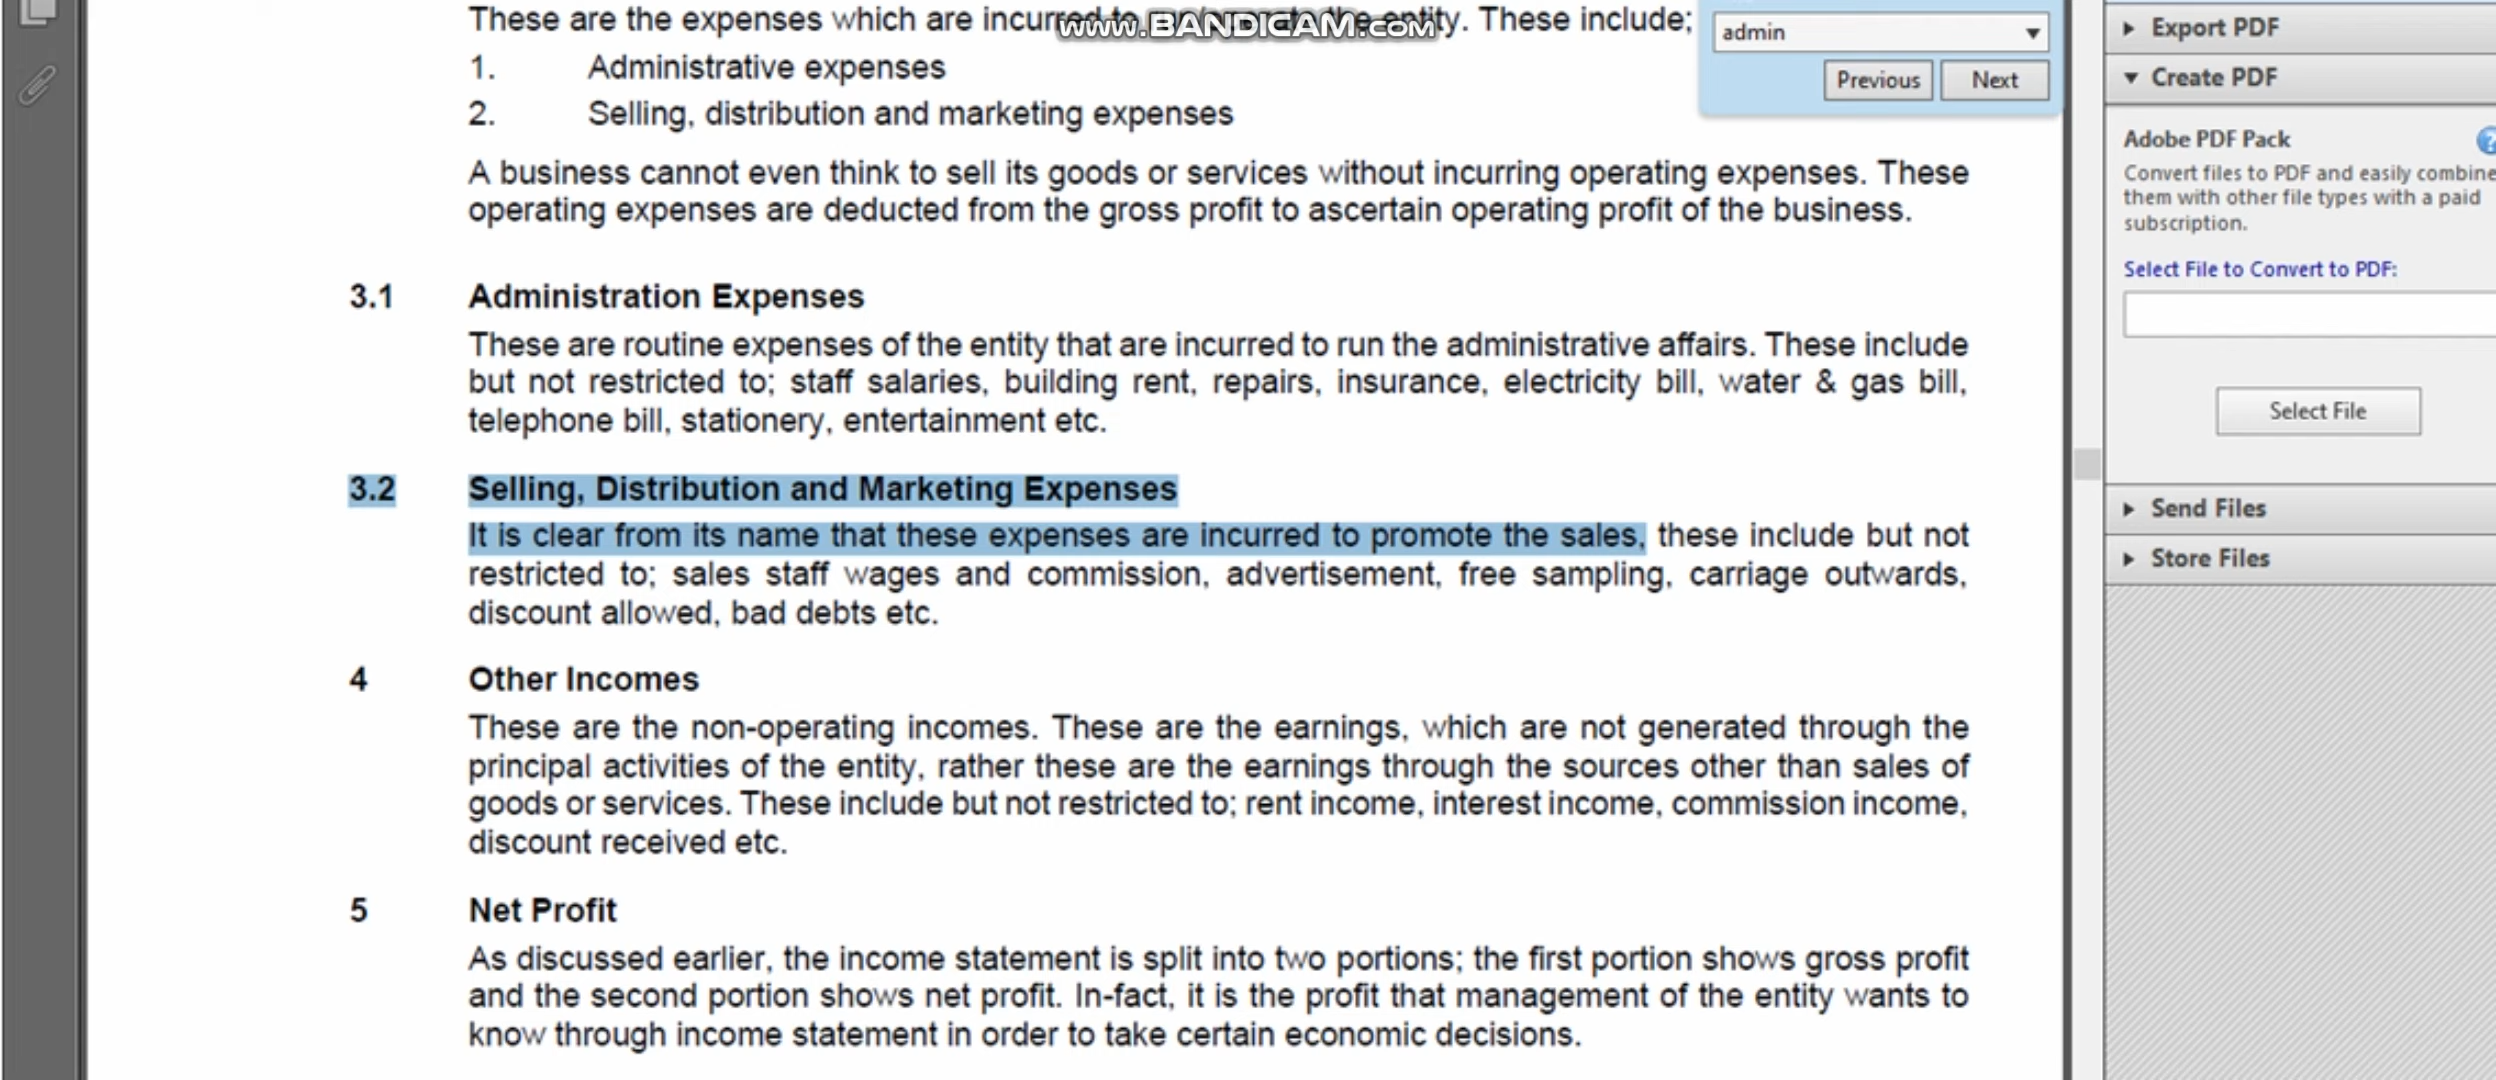 These are the expenses which are incurred to run/operate the entity. These include;
www.BANDICAM.com
1. Administrative expenses
2. Selling, distribution and marketing expenses
A business cannot even think to sell its goods or services without incurring operating expenses. These
operating expenses are deducted from the gross profit to ascertain operating profit of the business.
3.1 Administration Expenses
These are routine expenses of the entity that are incurred to run the administrative affairs. These include
but not restricted to; staff salaries, building rent, repairs, insurance, electricity bill, water & gas bill,
telephone bill, stationery, entertainment etc.
3.2 Selling, Distribution and Marketing Expenses
It is clear from its name that these expenses are incurred to promote the sales, these include but not
restricted to; sales staff wages and commission, advertisement, free sampling, carriage outwards,
discount allowed, bad debts etc.
4 Other Incomes
These are the non-operating incomes. These are the earnings, which are not generated through the
principal activities of the entity, rather these are the earnings through the sources other than sales of
goods or services. These include but not restricted to; rent income, interest income, commission income,
discount received etc.
5 Net Profit
As discussed earlier, the income statement is split into two portions; the first portion shows gross profit
and the second portion shows net profit. In-fact, it is the profit that management of the entity wants to
know through income statement in order to take certain economic decisions.
admin
Previous Next
Export PDF
Create PDF
Adobe PDF Pack
Convert files to PDF and easily combine
them with other file types with a paid
subscription.
Select File to Convert to PDF:
Select File
Send Files
Store Files